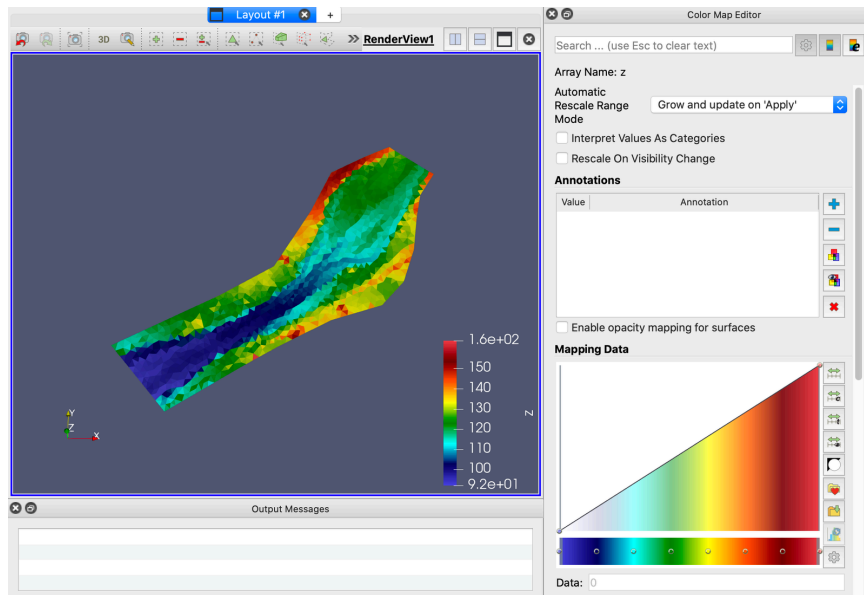 Layout #1 +
Color Map Editor
3D
RenderView1
Search ... (use Esc to clear text)
Array Name: z
Automatic
Rescale Range
Mode
Grow and update on 'Apply'
Interpret Values As Categories
Rescale On Visibility Change
Annotations
Value Annotation
Enable opacity mapping for surfaces
Mapping Data
1.6e+02
150
140
130
120
110
100
9.2e+01
z
Y
Z
X
Output Messages
Data: 0